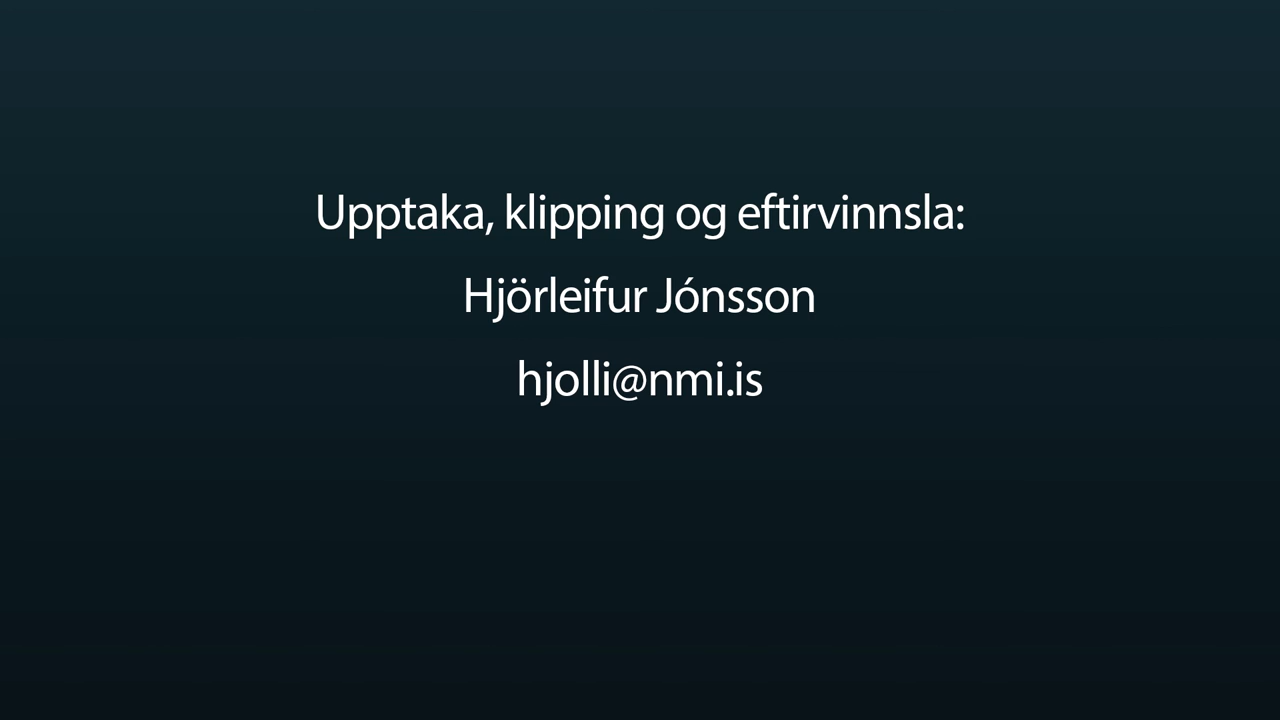 Upptaka, klipping og eftirvinnsla:
Hjörleifur Jónsson
hjolli@nmi.is